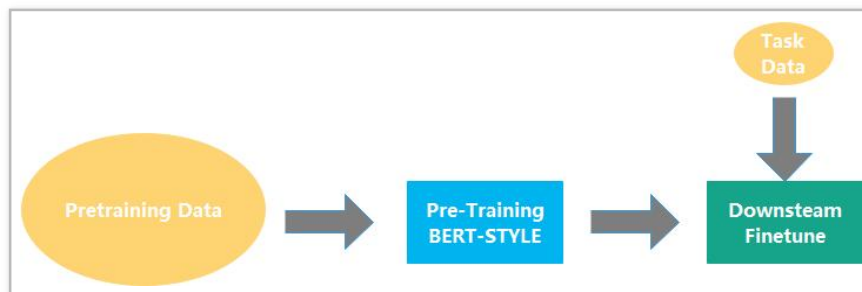 Task
Data
Pretraining Data
Pre-Training
BERT-STYLE
Downsteam
Finetune